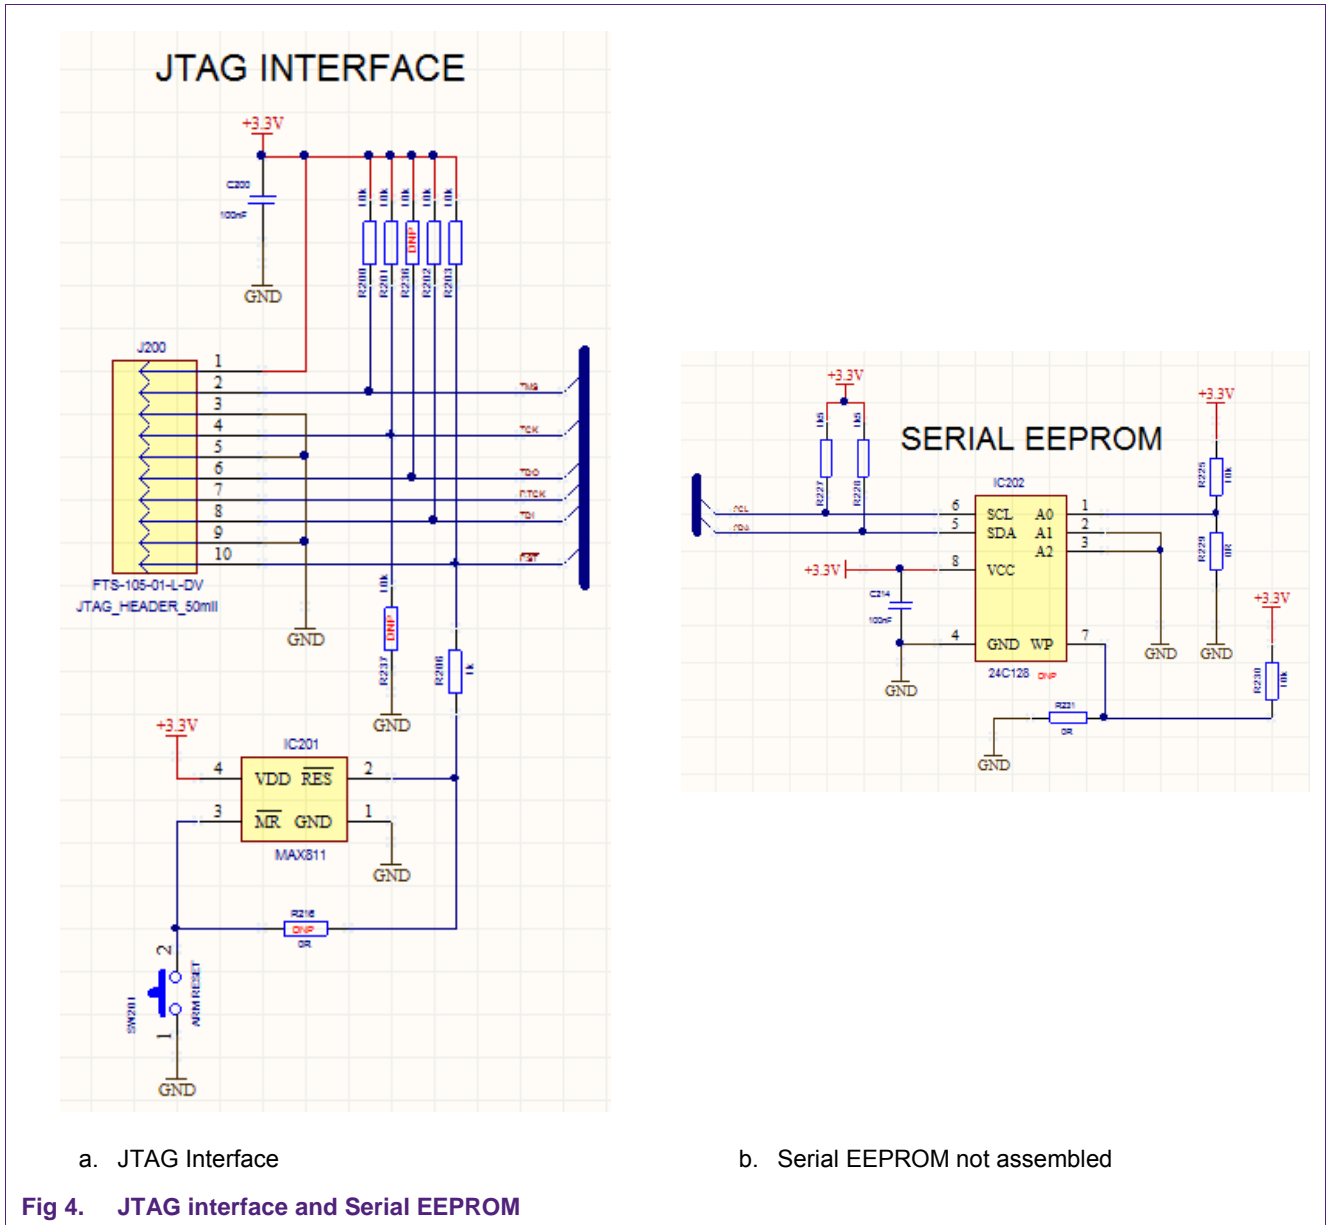 JTAG INTERFACE
+3.3V
C200
100nF
GND
10k
10k
10k
10k
10k
DNP
R200
R201
R236
R202
R203
J200
1
2
3
4
5
6
7
8
9
10
TMS
TCK
TDO
RTCK
TDI
RST
FTS-105-01-L-DV
JTAG_HEADER_50mil
GND
10k
DNP
R237
GND
R206
1k
+3.3V
IC201
4
VDD
RES
2
3
MR
GND
1
MAX811
GND
R216
DNP
0R
2
SW201
ARM RESET
1
GND
+3.3V
1k5
1k5
R227
R228
SERIAL EEPROM
SCL
SDA
IC202
6
SCL
A0
1
5
SDA
A1
2
A2
3
+3.3V
8
VCC
C214
100nF
4
GND
WP
7
24C128
DNP
GND
+3.3V
R225
10k
R229
0R
GND
GND
+3.3V
R230
10k
R231
0R
GND
a. JTAG Interface
b. Serial EEPROM not assembled
Fig 4. JTAG interface and Serial EEPROM